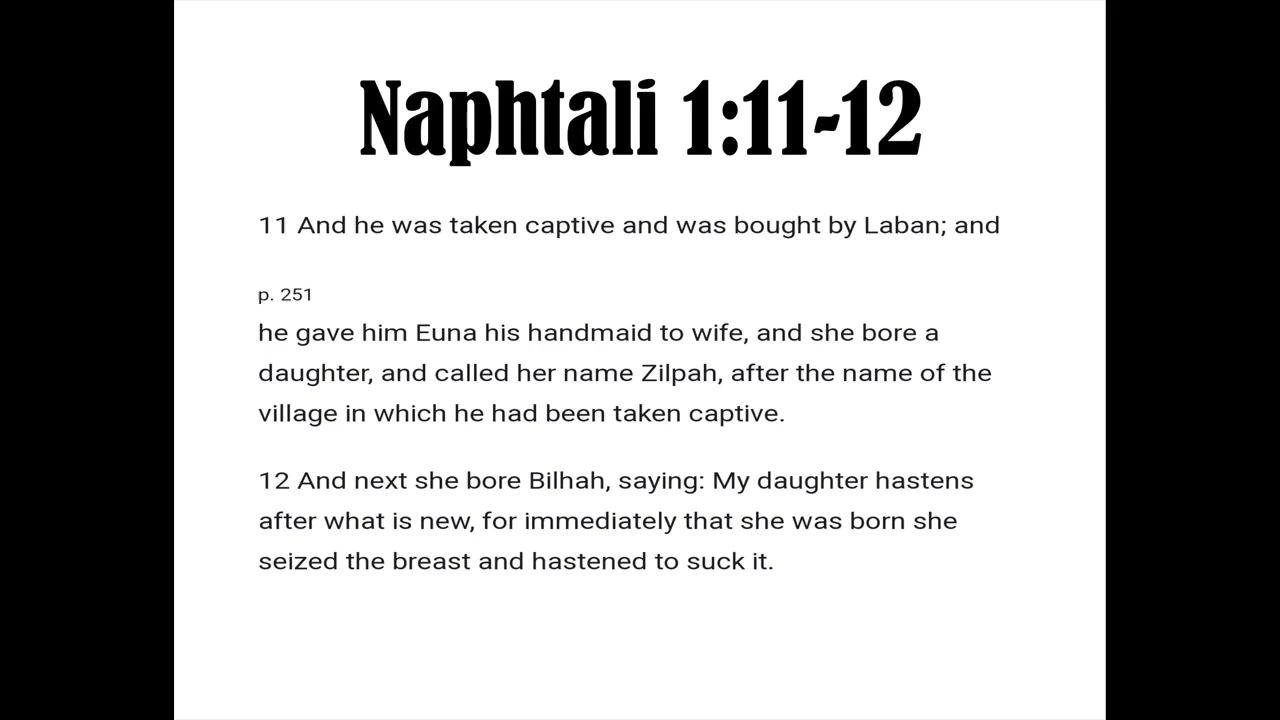 Naphtali 1:11-12
11 And he was taken captive and was bought by Laban; and
p. 251
he gave him Euna his handmaid to wife, and she bore a
daughter, and called her name Zilpah, after the name of the
village in which he had been taken captive.
12 And next she bore Bilhah, saying: My daughter hastens
after what is new, for immediately that she was born she
seized the breast and hastened to suck it.